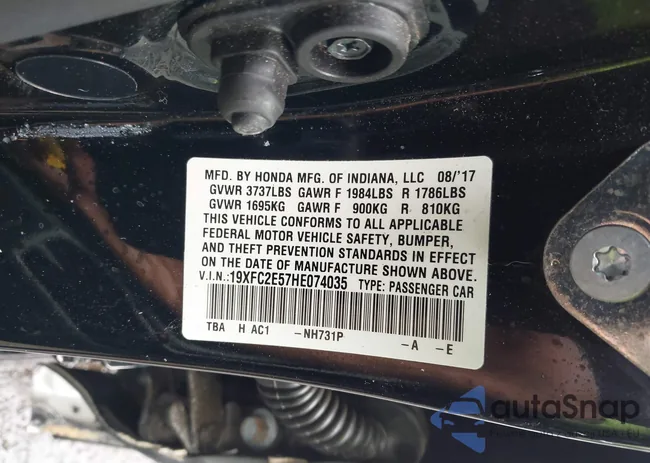 MFD. BY HONDA MFG. OF INDIANA, LLC 08/'17
GVWR 3737LBS GAWR F 1984LBS R 1786LBS
GVWR 1695KG GAWR F 900KG R 810KG
THIS VEHICLE CONFORMS TO ALL APPLICABLE
FEDERAL MOTOR VEHICLE SAFETY, BUMPER,
AND THEFT PREVENTION STANDARDS IN EFFECT
ON THE DATE OF MANUFACTURE SHOWN ABOVE.
V.I.N.:19XFC2E57HE074035 TYPE: PASSENGER CAR
TBA H AC1 -NH731P -A -E
autoSnap